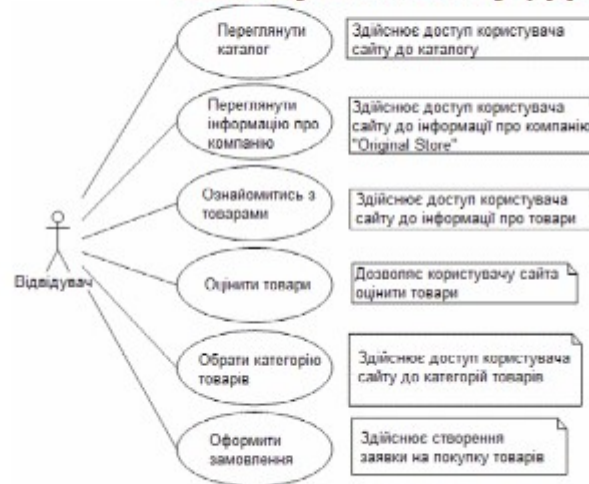 Переглянути
каталог
Здійснює доступ користувача
сайту до каталогу
Переглянути
інформацію про
компанію
Здійснює доступ користувача
сайту до інформації про компанію
"Original Store"
Ознайомитись з
товарами
Здійснює доступ користувача
сайту до інформації про товари
Відвідувач
Оцінити товари
Дозволяє користувачу сайта
оцінити товари
Обрати категорію
товарів
Здійснює доступ користувача
сайту до категорій товарів
Оформити
замовлення
Здійснює створення
заявки на покупку товарів